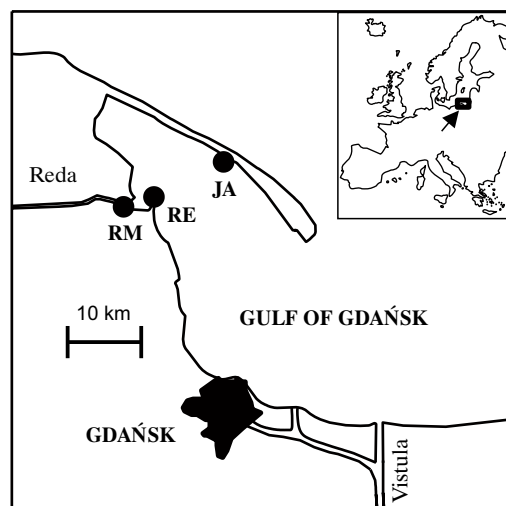 Reda
JA
RE
RM
10 km
GULF OF GDAŃSK
GDAŃSK
Vistula